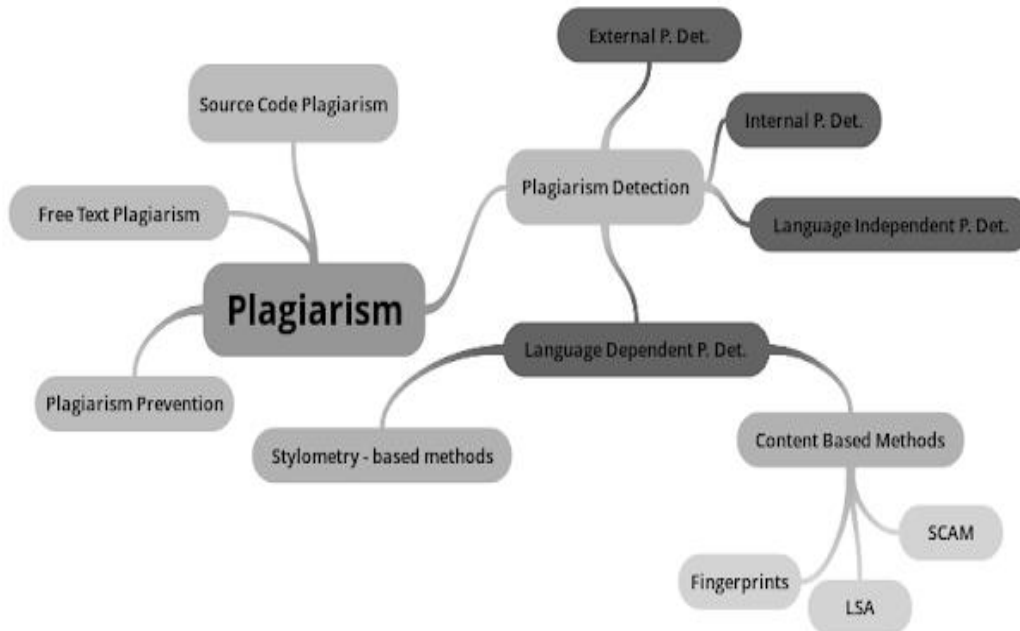 External P. Det.
Source Code Plagiarism
Internal P. Det.
Plagiarism Detection
Free Text Plagiarism
Language Independent P. Det.
Plagiarism
Language Dependent P. Det.
Plagiarism Prevention
Content Based Methods
Stylometry - based methods
SCAM
Fingerprints
LSA